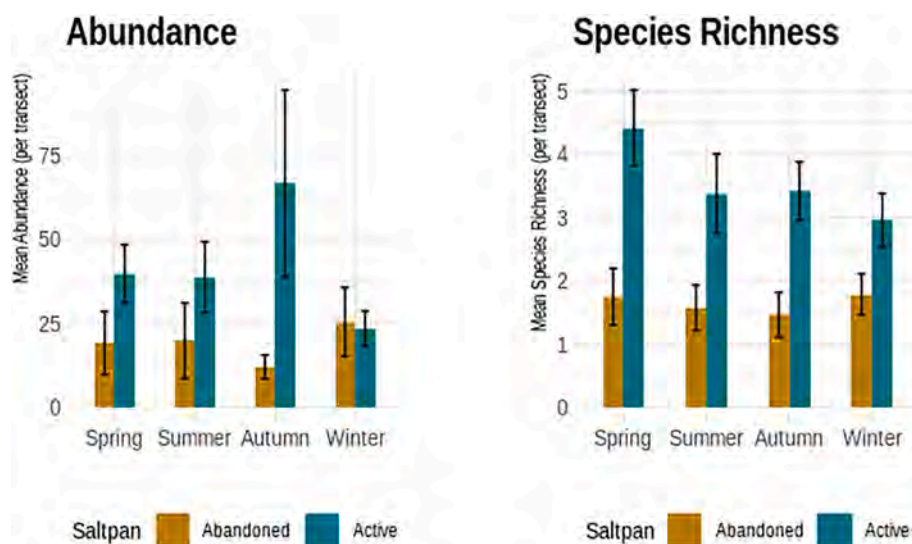 Abundance
Mean Abundance (per transect)
75
50
25
0
Spring Summer Autumn Winter
Saltpan Abandoned Active
Species Richness
Mean Species Richness (per transect)
5
4
3
2
1
0
Spring Summer Autumn Winter
Saltpan Abandoned Active